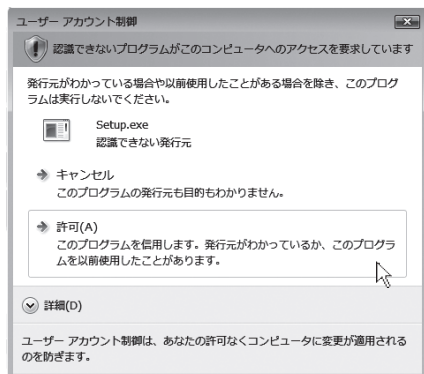 ユーザー アカウント制御
認識できないプログラムがこのコンピュータへのアクセスを要求しています
発行元がわかっている場合や以前使用したことがある場合を除き、このプログ
ラムは実行しないでください。
Setup.exe
認識できない発行元
キャンセル
このプログラムの発行元も目的もわかりません。
許可(A)
このプログラムを信用します。発行元がわかっているか、このプログラ
ムを以前使用したことがあります。
詳細(D)
ユーザー アカウント制御は、あなたの許可なくコンピュータに変更が適用される
のを防ぎます。